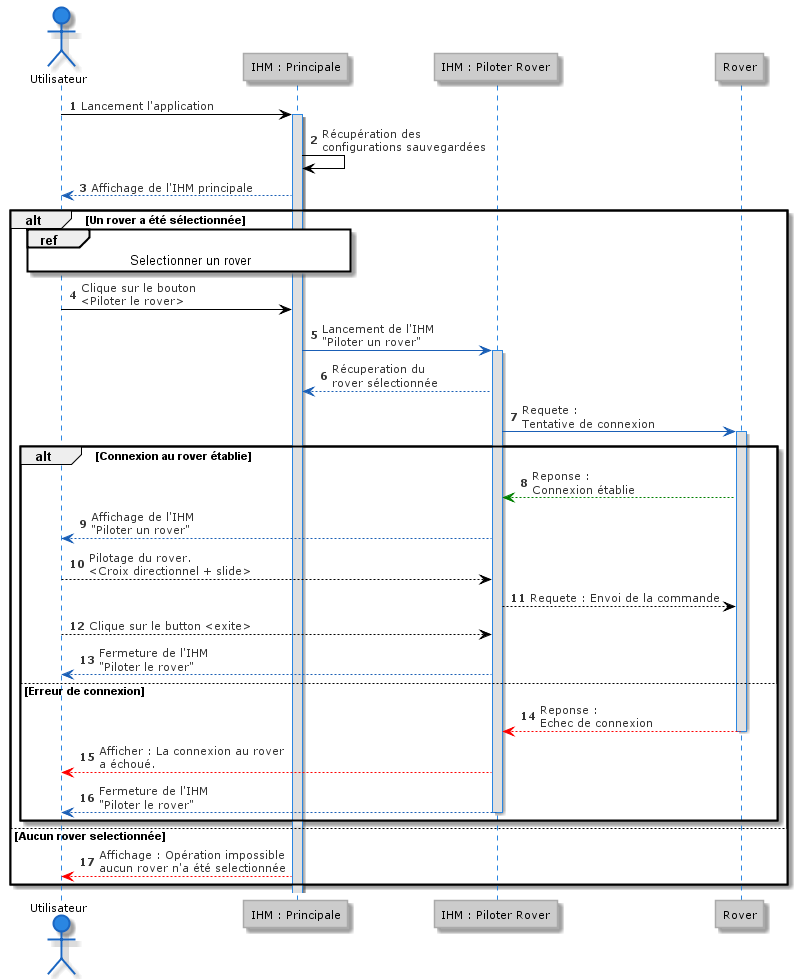 Utilisateur
IHM : Principale
IHM : Piloter Rover
Rover
1 Lancement l'application
2 Récupération des
configurations sauvegardées
3 Affichage de l'IHM principale
alt [Un rover a été sélectionnée]
ref
Selectionner un rover
4 Clique sur le bouton
<Piloter le rover>
5 Lancement de l'IHM
"Piloter un rover"
6 Récuperation du
rover sélectionnée
7 Requete :
Tentative de connexion
alt [Connexion au rover établie]
8 Reponse :
Connexion établie
9 Affichage de l'IHM
"Piloter un rover"
10 Pilotage du rover.
<Croix directionnel + slide>
11 Requete : Envoi de la commande
12 Clique sur le button <exite>
13 Fermeture de l'IHM
"Piloter le rover"
[Erreur de connexion]
14 Reponse :
Echec de connexion
15 Afficher : La connexion au rover
a échoué.
16 Fermeture de l'IHM
"Piloter le rover"
[Aucun rover selectionnée]
17 Affichage : Opération impossible
aucun rover n'a été selectionnée
Utilisateur
IHM : Principale
IHM : Piloter Rover
Rover